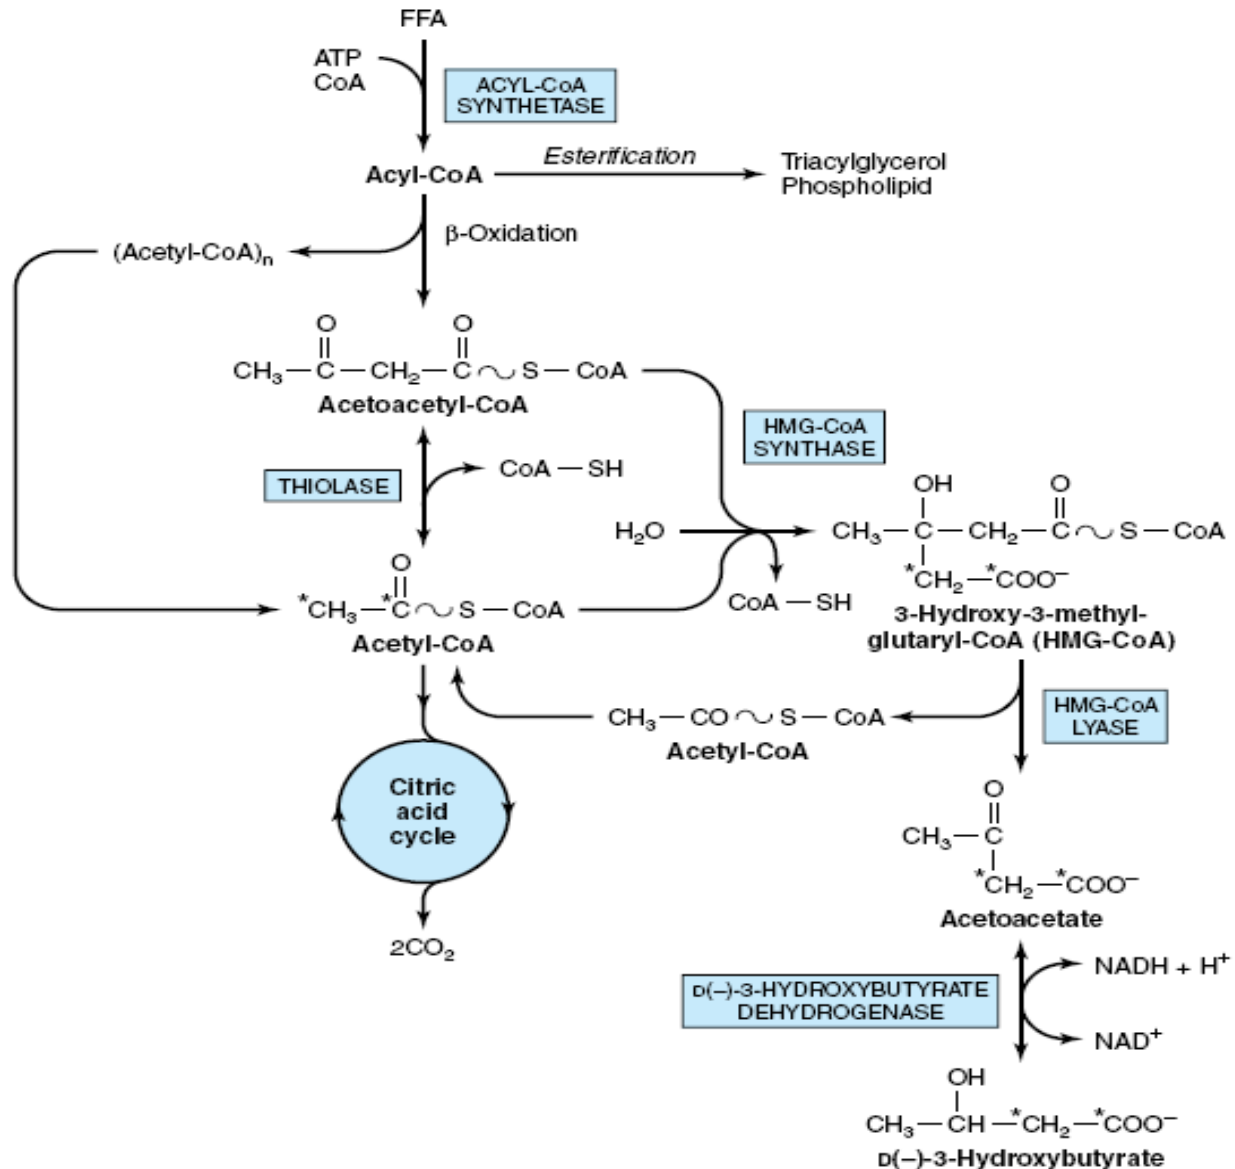 FFA
ATP
CoA
ACYL-CoA
SYNTHETASE
Acyl-CoA
Esterification
Triacylglycerol
Phospholipid
(Acetyl-CoA)n
β-Oxidation
O O
CH3—C—CH2—C~S—CoA
Acetoacetyl-CoA
HMG-CoA
SYNTHASE
THIOLASE
CoA—SH
H2O
OH O
CH3—C—CH2—C~S—CoA
*CH2—*COO−
3-Hydroxy-3-methyl-
glutaryl-CoA (HMG-CoA)
CoA—SH
O
*CH3—*C~S—CoA
Acetyl-CoA
CH3—CO~S—CoA
Acetyl-CoA
HMG-CoA
LYASE
Citric
acid
cycle
2CO2
O
CH3—C
*CH2—*COO−
Acetoacetate
D(−)-3-HYDROXYBUTYRATE
DEHYDROGENASE
NADH + H+
NAD+
OH
CH3—CH—*CH2—*COO−
D(−)-3-Hydroxybutyrate